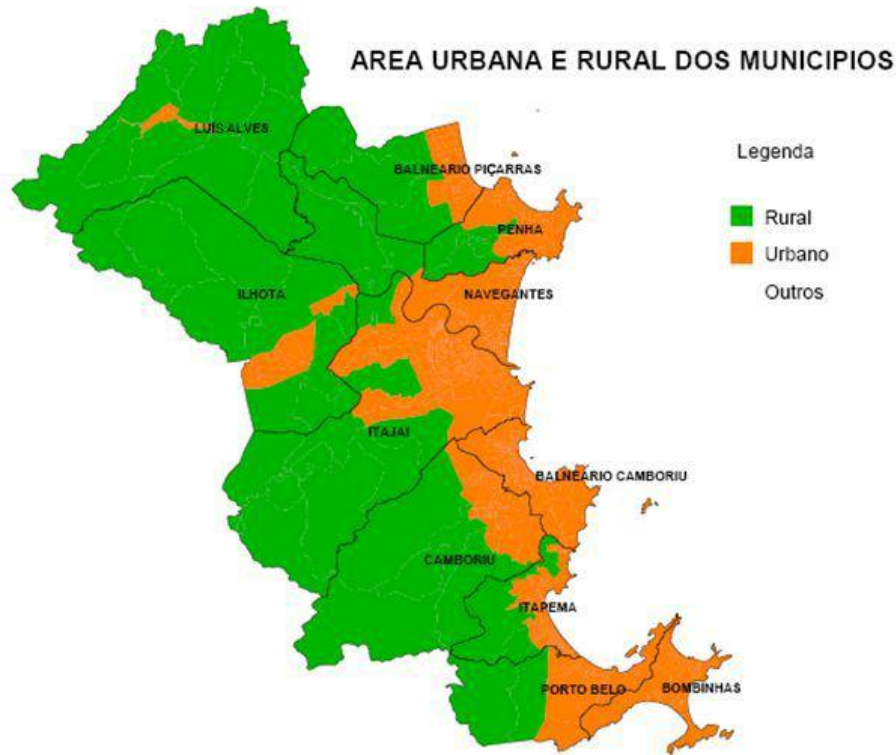 AREA URBANA E RURAL DOS MUNICIPIOS
LUIS ALVES
Legenda
BALNEARIO PIÇARRAS
Rural
PENHA
Urbano
ILHOTA
NAVEGANTES
Outros
ITAJAI
BALNEARIO CAMBORIU
CAMBORIU
ITAPEMA
PORTO BELO
BOMBINHAS